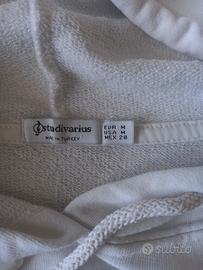 stradivarius
MADE IN TURKEY
EUR M
USA M
MEX 28
subito